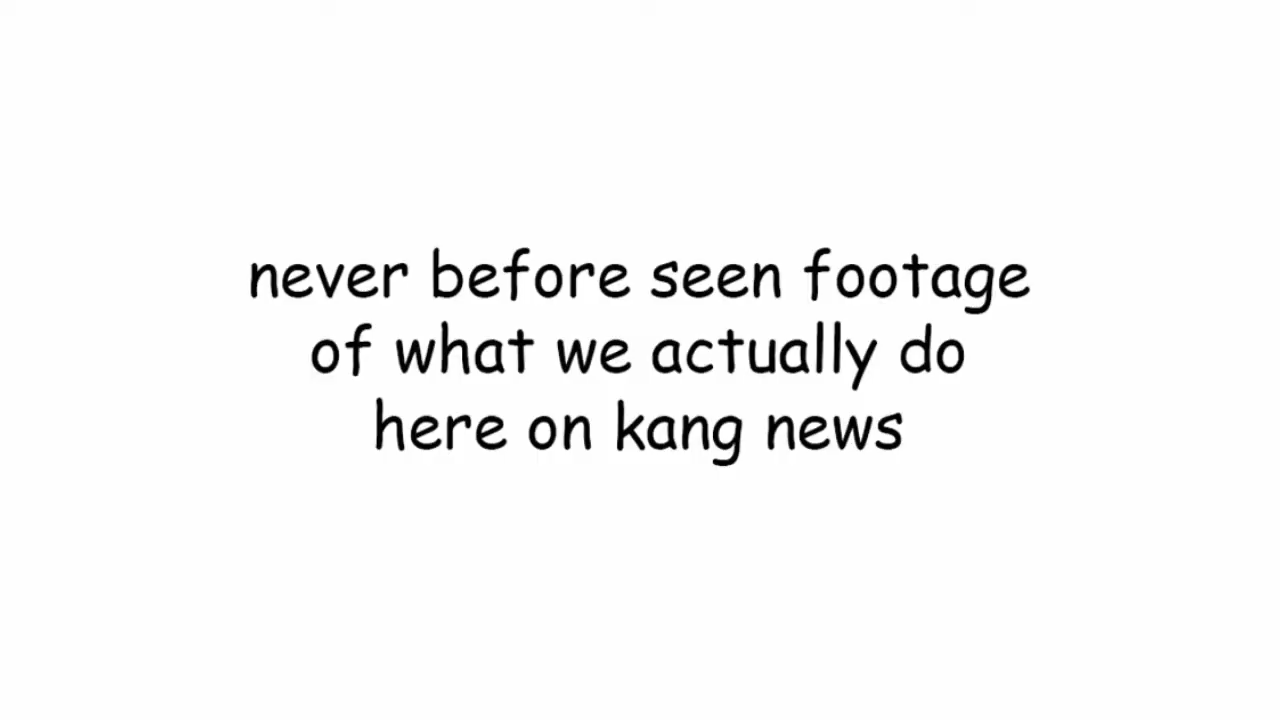 never before seen footage
of what we actually do
here on kang news